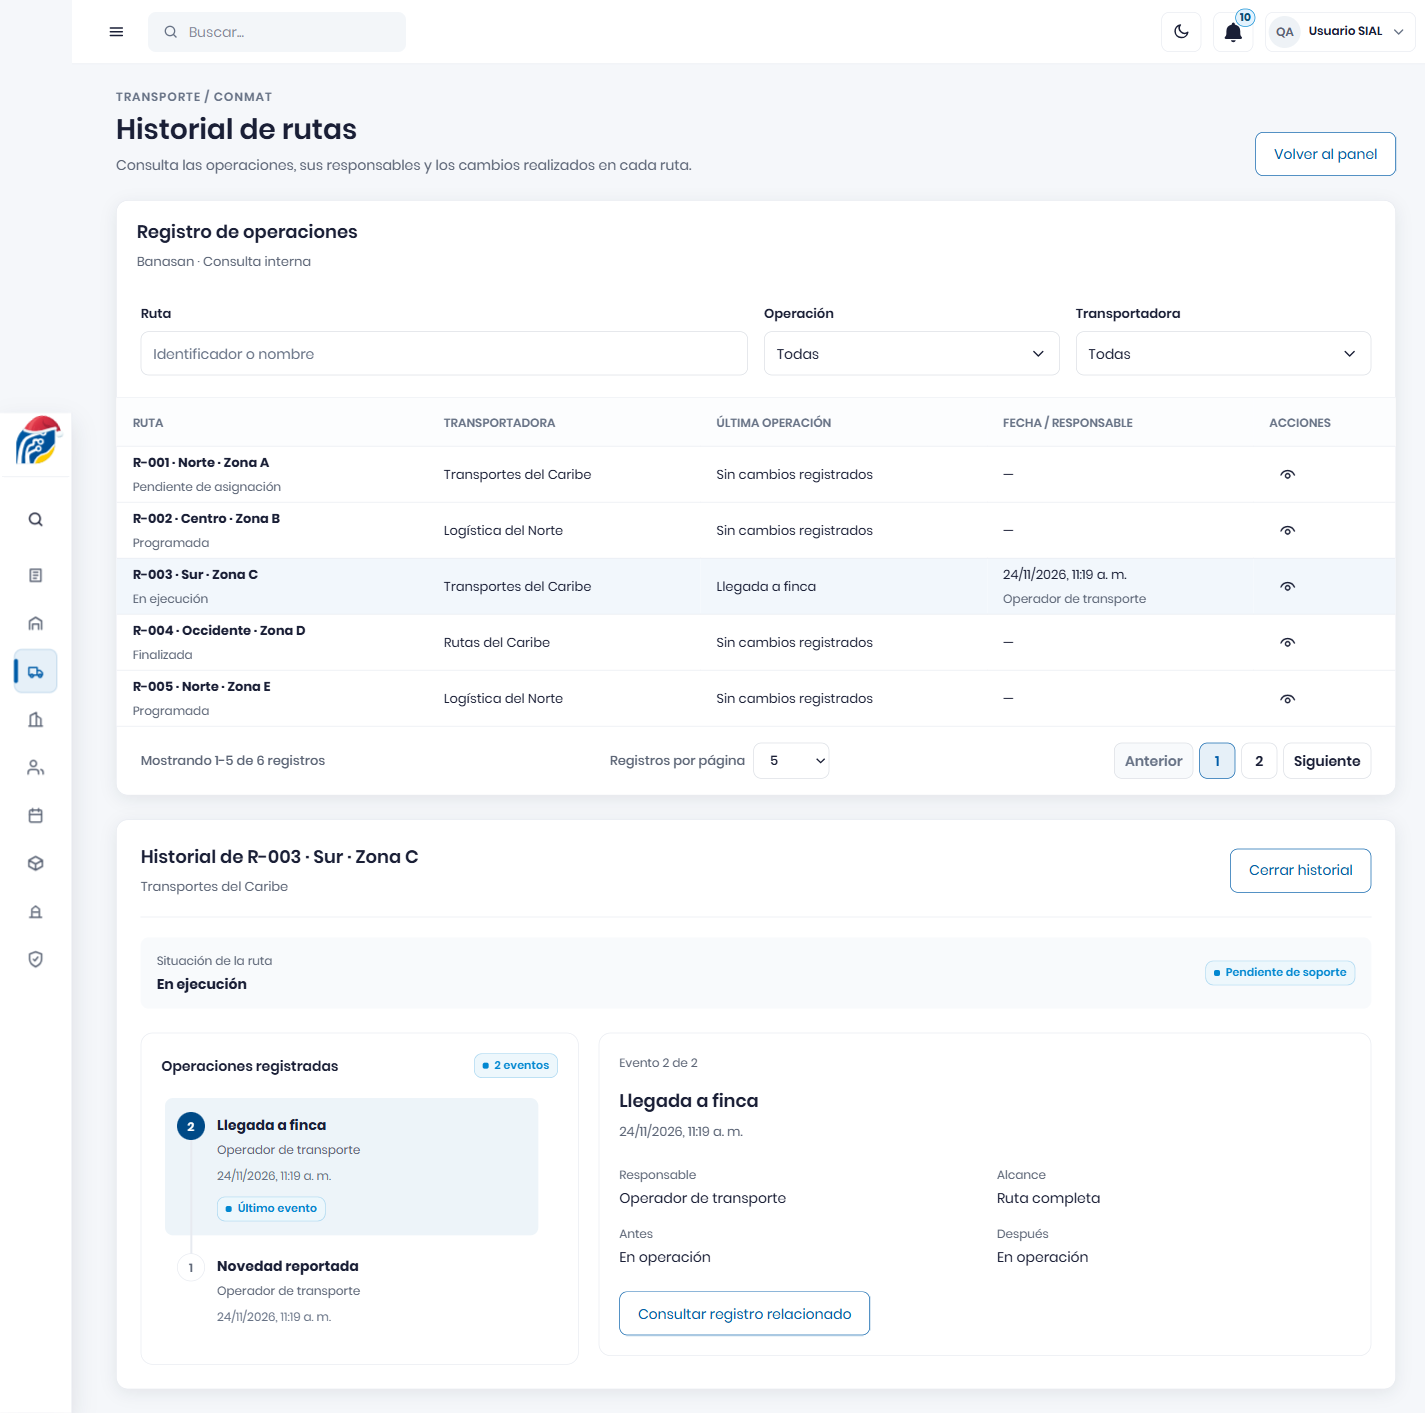 Buscar...
10
QA
Usuario SIAL
TRANSPORTE / CONMAT
Historial de rutas
Consulta las operaciones, sus responsables y los cambios realizados en cada ruta.
Volver al panel
Registro de operaciones
Banasan · Consulta interna
Ruta
Operación
Transportadora
Identificador o nombre
Todas
Todas
RUTA
TRANSPORTADORA
ÚLTIMA OPERACIÓN
FECHA / RESPONSABLE
ACCIONES
R-001 · Norte · Zona A
Pendiente de asignación
Transportes del Caribe
Sin cambios registrados
—
R-002 · Centro · Zona B
Programada
Logística del Norte
Sin cambios registrados
—
R-003 · Sur · Zona C
En ejecución
Transportes del Caribe
Llegada a finca
24/11/2026, 11:19 a. m.
Operador de transporte
R-004 · Occidente · Zona D
Finalizada
Rutas del Caribe
Sin cambios registrados
—
R-005 · Norte · Zona E
Programada
Logística del Norte
Sin cambios registrados
—
Mostrando 1-5 de 6 registros
Registros por página
5
Anterior
1
2
Siguiente
Historial de R-003 · Sur · Zona C
Transportes del Caribe
Cerrar historial
Situación de la ruta
En ejecución
Pendiente de soporte
Operaciones registradas
2 eventos
2
Llegada a finca
Operador de transporte
24/11/2026, 11:19 a. m.
Último evento
1
Novedad reportada
Operador de transporte
24/11/2026, 11:19 a. m.
Evento 2 de 2
Llegada a finca
24/11/2026, 11:19 a. m.
Responsable
Operador de transporte
Alcance
Ruta completa
Antes
En operación
Después
En operación
Consultar registro relacionado